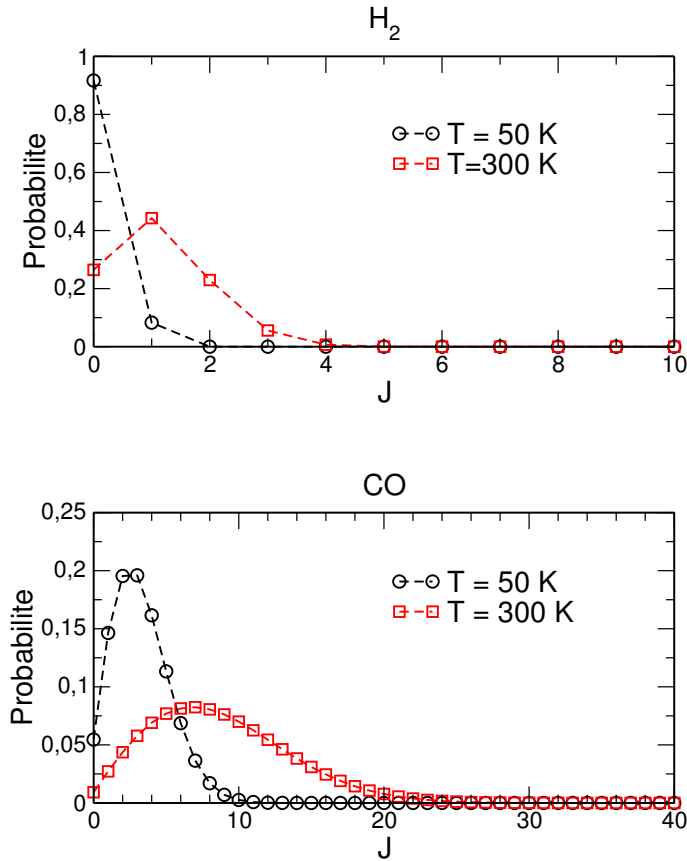 H2
1
0,8
0,6
0,4
0,2
0
Probabilite
T = 50 K
T=300 K
0 2 4 6 8 10
J
CO
0,25
0,2
0,15
0,1
0,05
0
Probabilite
T = 50 K
T = 300 K
0 10 20 30 40
J